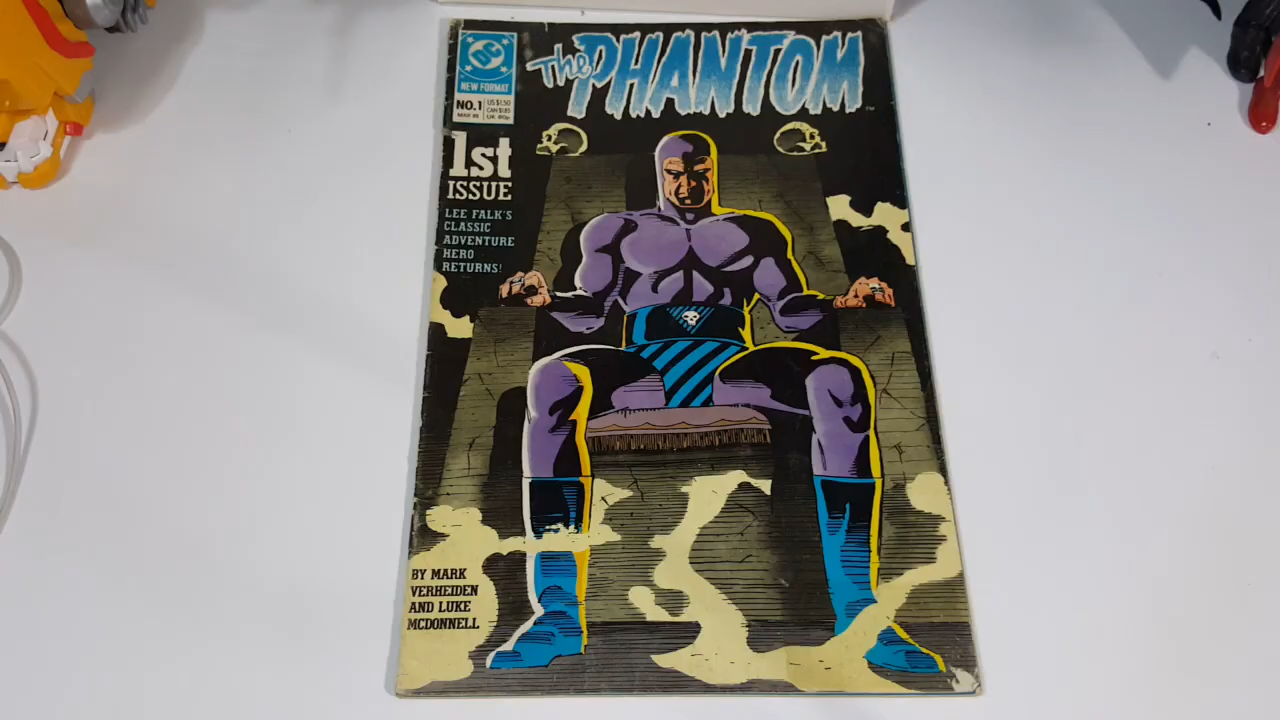 DC
The PHANTOM
TM
NEW FORMAT
NO.1
MAR 89
US $1.50
CAN $1.85
UK 80p
1st
ISSUE
LEE FALK'S
CLASSIC
ADVENTURE
HERO
RETURNS!
BY MARK
VERHEIDEN
AND LUKE
MCDONNELL